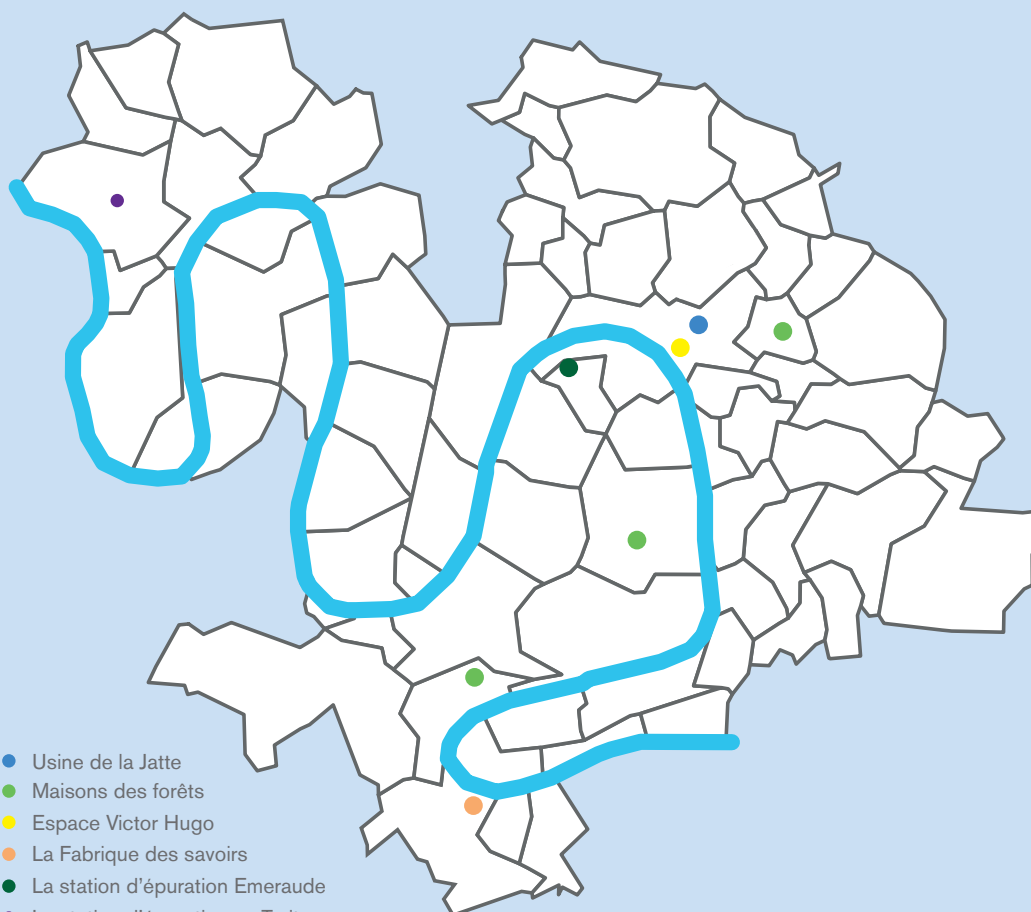 Usine de la Jatte
Maisons des forêts
Espace Victor Hugo
La Fabrique des savoirs
La station d'épuration Emeraude